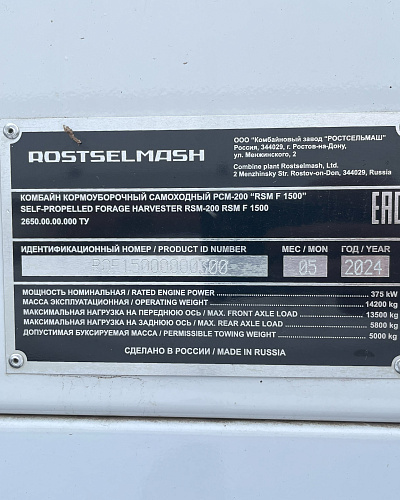 ROSTSELMASH
ООО "Комбайновый завод "РОСТСЕЛЬМАШ"
Россия, 344029, г. Ростов-на-Дону,
ул. Менжинского, 2
Combine plant Rostselmash, Ltd.
2 Menzhinsky Str. Rostov-on-Don, 344029, Russia
КОМБАЙН КОРМОУБОРОЧНЫЙ САМОХОДНЫЙ РСМ-200 "RSM F 1500"
SELF-PROPELLED FORAGE HARVESTER RSM-200 RSM F 1500
2650.00.00.000 ТУ
EAC
ИДЕНТИФИКАЦИОННЫЙ НОМЕР / PRODUCT ID NUMBER
МЕС / MON
ГОД / YEAR
05
2024
МОЩНОСТЬ НОМИНАЛЬНАЯ / RATED ENGINE POWER 375 kW
МАССА ЭКСПЛУАТАЦИОННАЯ / OPERATING WEIGHT 14200 kg
МАКСИМАЛЬНАЯ НАГРУЗКА НА ПЕРЕДНЮЮ ОСЬ / MAX. FRONT AXLE LOAD 13500 kg
МАКСИМАЛЬНАЯ НАГРУЗКА НА ЗАДНЮЮ ОСЬ / MAX. REAR AXLE LOAD 5800 kg
ДОПУСТИМАЯ БУКСИРУЕМАЯ МАССА / PERMISSIBLE TOWING WEIGHT 5000 kg
СДЕЛАНО В РОССИИ / MADE IN RUSSIA